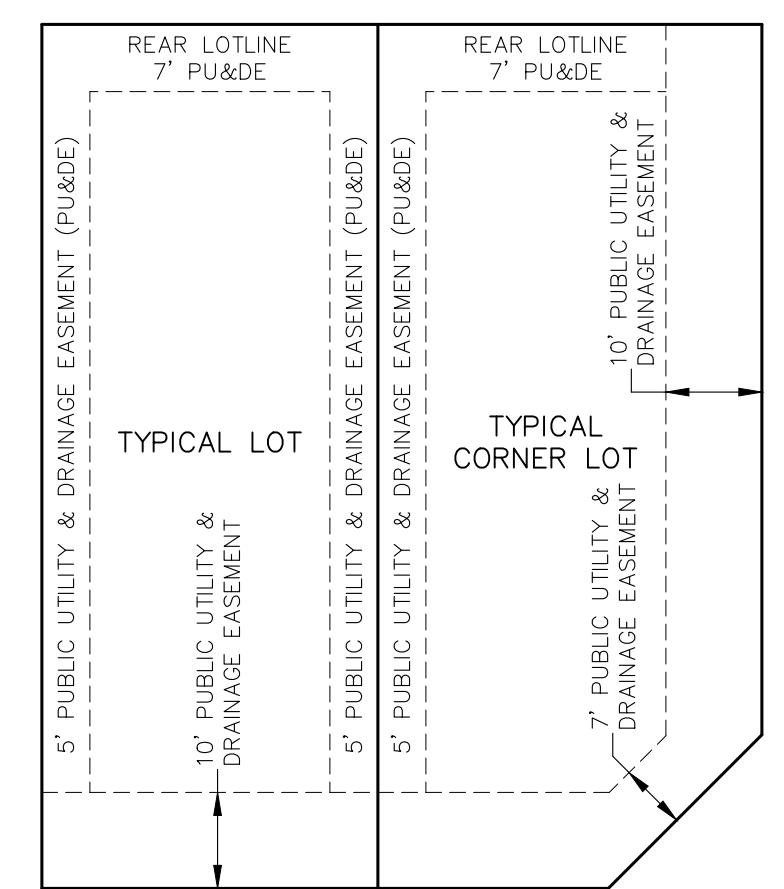 REAR LOTLINE
7' PU&DE
REAR LOTLINE
7' PU&DE
5' PUBLIC UTILITY & DRAINAGE EASEMENT (PU&DE)
TYPICAL LOT
10' PUBLIC UTILITY &
DRAINAGE EASEMENT
5' PUBLIC UTILITY & DRAINAGE EASEMENT (PU&DE)
5' PUBLIC UTILITY & DRAINAGE EASEMENT (PU&DE)
10' PUBLIC UTILITY &
DRAINAGE EASEMENT
TYPICAL
CORNER LOT
7' PUBLIC UTILITY &
DRAINAGE EASEMENT